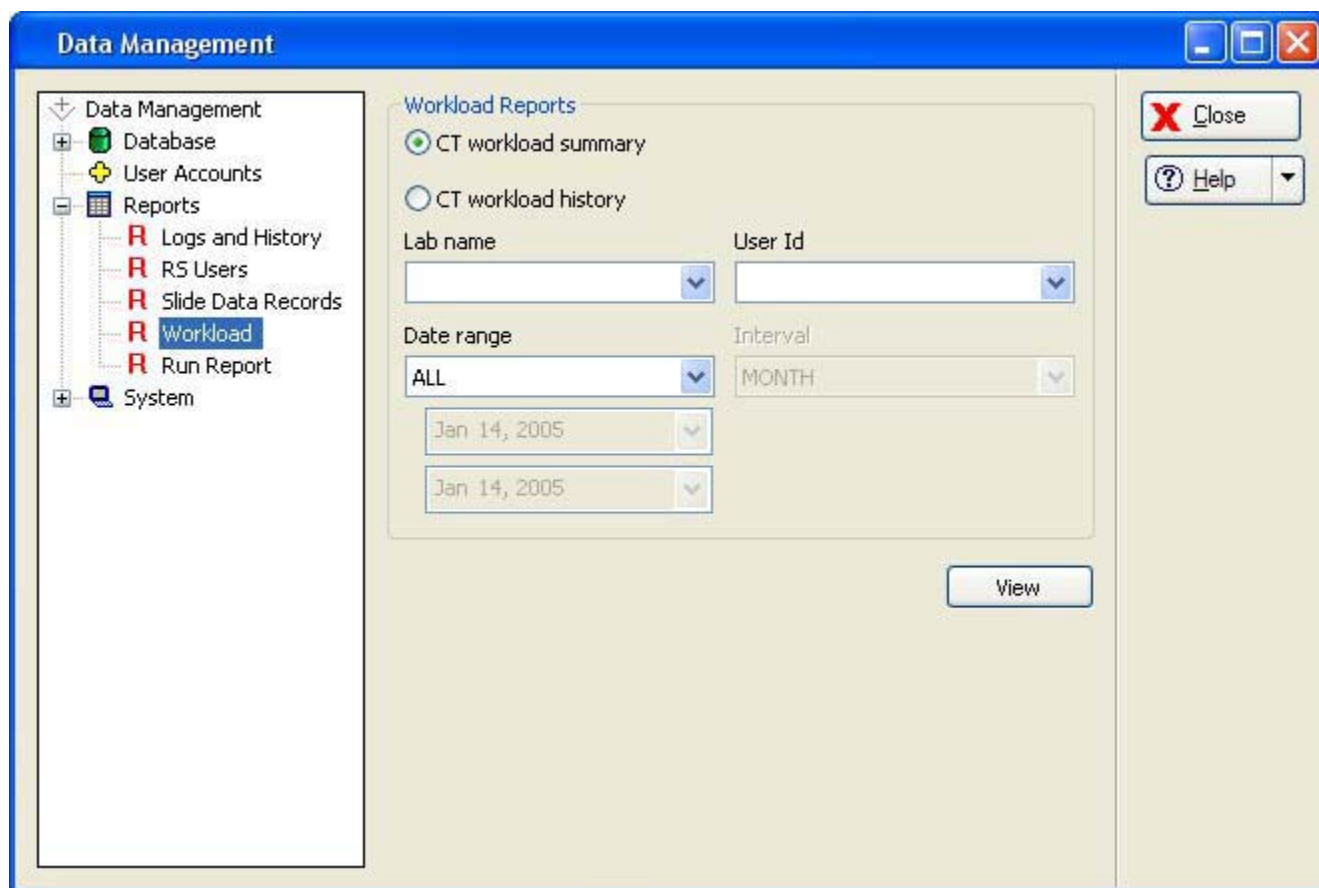 Data Management
Data Management
Database
User Accounts
Reports
R Logs and History
R RS Users
R Slide Data Records
R Workload
R Run Report
System
Workload Reports
CT workload summary
CT workload history
Lab name User Id
Date range Interval
ALL MONTH
Jan 14, 2005
Jan 14, 2005
View
X Close
? Help